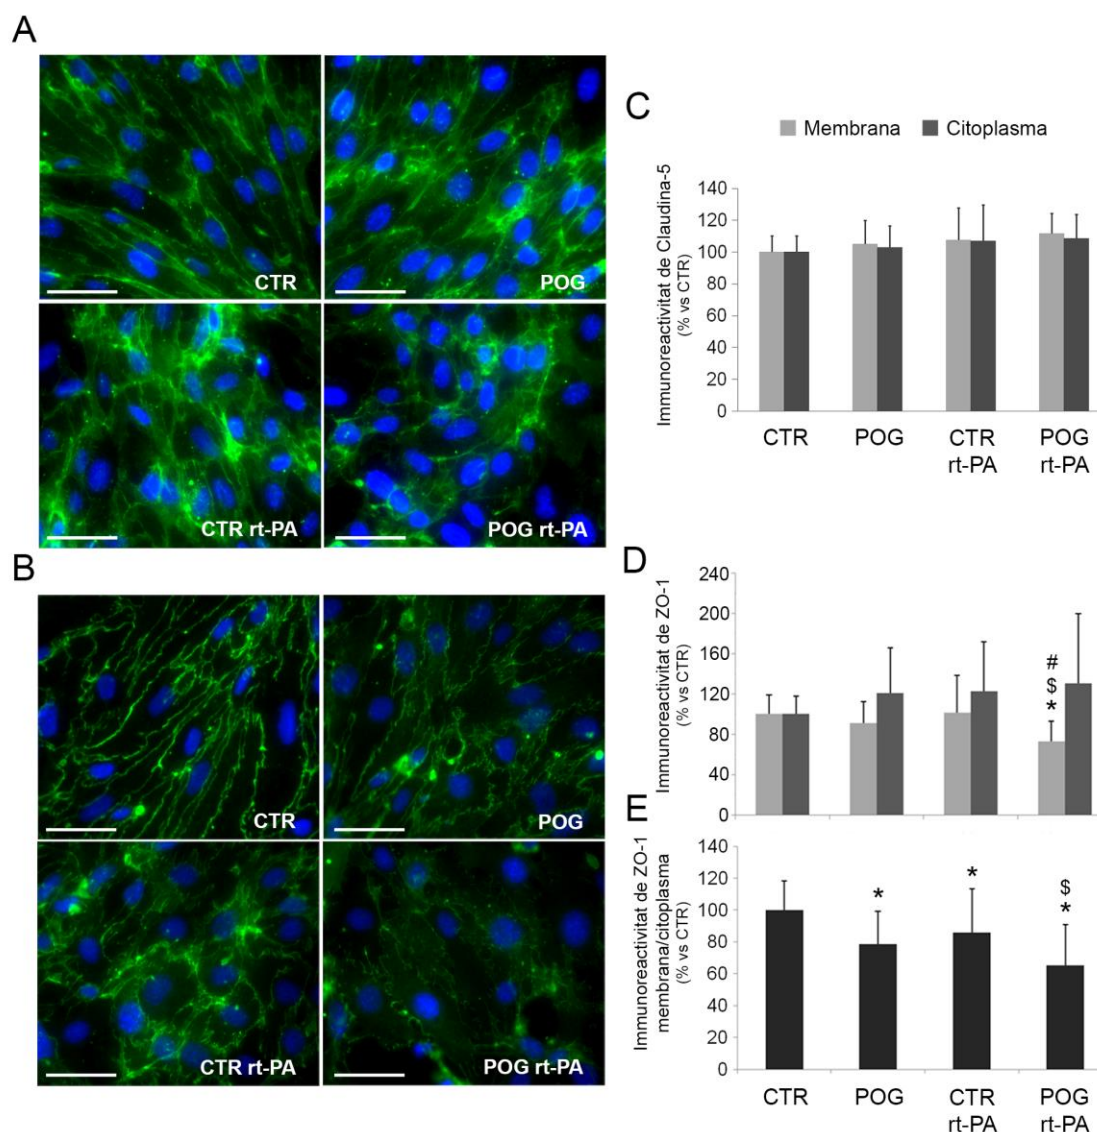 A
CTR
POG
CTR rt-PA
POG rt-PA
B
CTR
POG
CTR rt-PA
POG rt-PA
C
Membrana Citoplasma
Immunoreactivitat de Claudina-5
(% vs CTR)
140
120
100
80
60
40
20
0
CTR POG CTR POG
rt-PA rt-PA
D
Immunoreactivitat de ZO-1
(% vs CTR)
240
200
160
120
80
40
0
#
$
*
E
Immunoreactivitat de ZO-1
membrana/citoplasma
(% vs CTR)
140
120
100
80
60
40
20
0
*
*
$
*
CTR POG CTR POG
rt-PA rt-PA